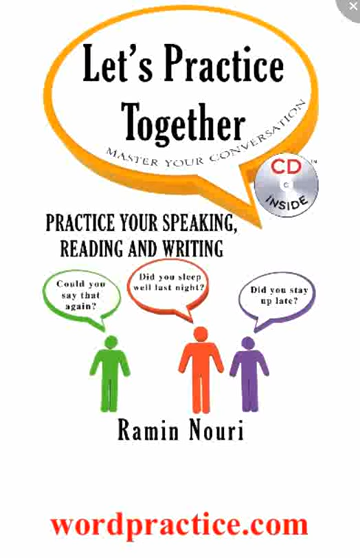 Let's Practice
Together
MASTER YOUR CONVERSATION
CD
INSIDE
™
PRACTICE YOUR SPEAKING,
READING AND WRITING
Could you
say that
again?
Did you sleep
well last night?
Did you stay
up late?
Ramin Nouri
wordpractice.com